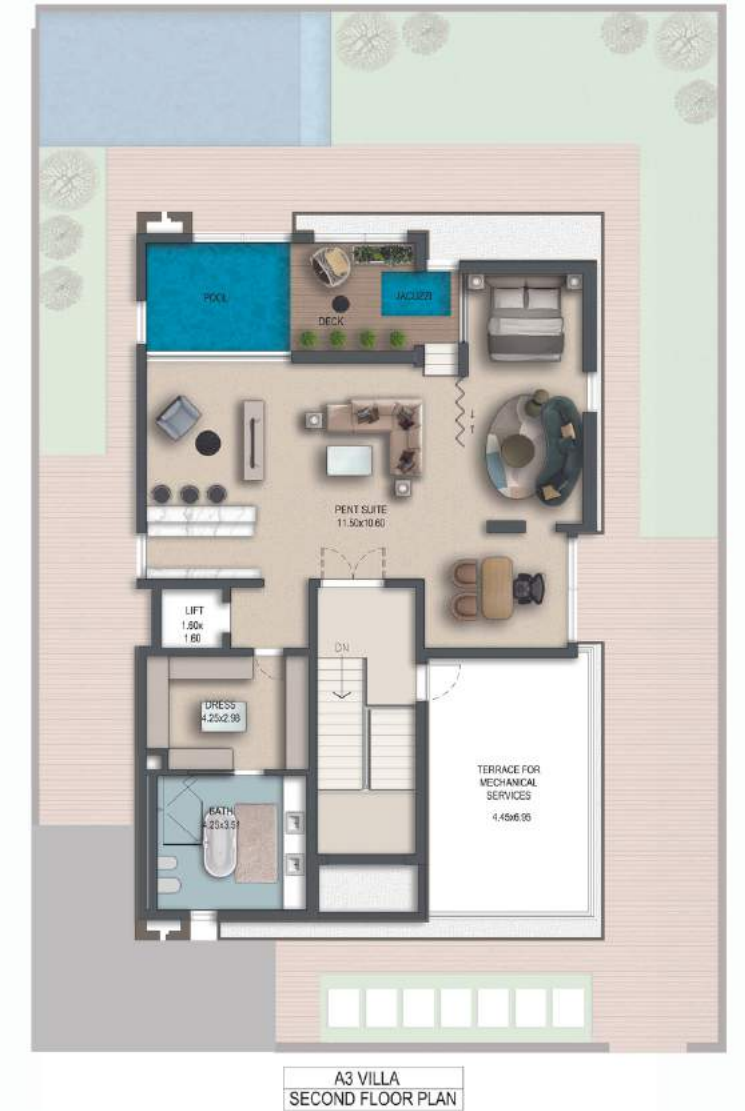 POOL
JACUZZI
DECK
PENT SUITE
11.50x10.60
LIFT
1.60x
1.60
DN
DRESS
4.25x2.98
TERRACE FOR
MECHANICAL
SERVICES
4.45x6.95
BATH
4.25x3.51
A3 VILLA
SECOND FLOOR PLAN